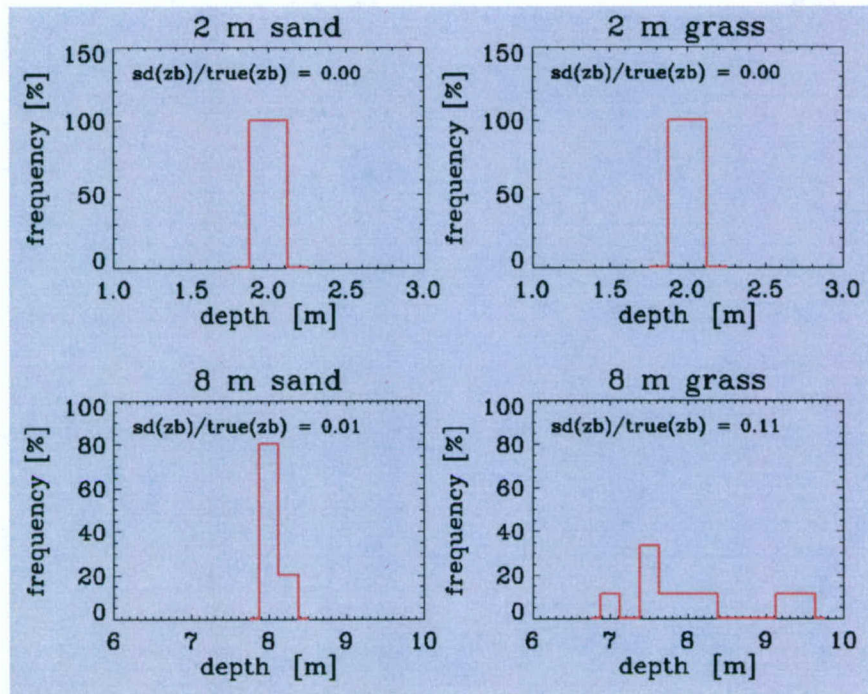 2 m sand
sd(zb)/true(zb) = 0.00
frequency [%]
150
100
50
0
1.0 1.5 2.0 2.5 3.0
depth [m]
2 m grass
sd(zb)/true(zb) = 0.00
frequency [%]
150
100
50
0
1.0 1.5 2.0 2.5 3.0
depth [m]
8 m sand
sd(zb)/true(zb) = 0.01
frequency [%]
100
80
60
40
20
0
6 7 8 9 10
depth [m]
8 m grass
sd(zb)/true(zb) = 0.11
frequency [%]
100
80
60
40
20
0
6 7 8 9 10
depth [m]